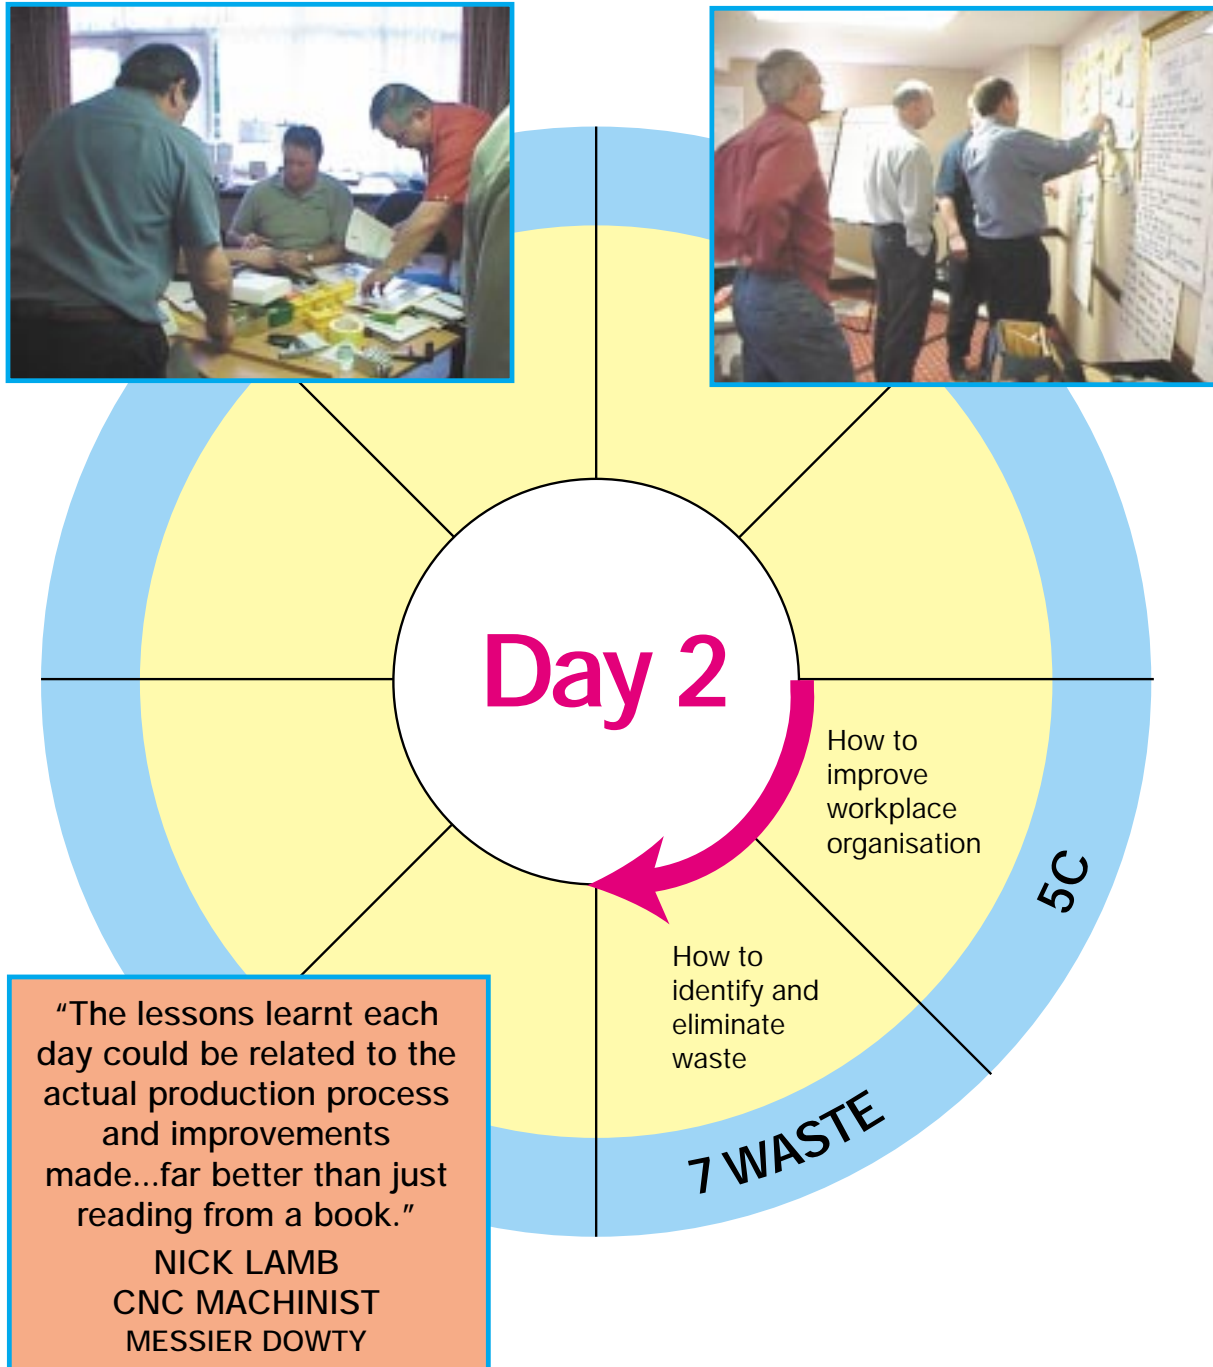 Day 2
How to
improve
workplace
organisation
5C
How to
identify and
eliminate
waste
7 WASTE
“The lessons learnt each
day could be related to the
actual production process
and improvements
made...far better than just
reading from a book.”
NICK LAMB
CNC MACHINIST
MESSIER DOWTY